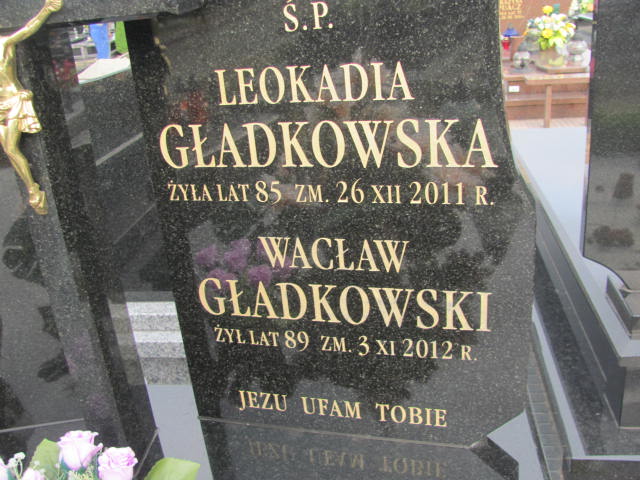 Ś.P.
LEOKADIA
GŁADKOWSKA
ŻYŁA LAT 85 ZM. 26 XII 2011 R.
WACŁAW
GŁADKOWSKI
ŻYŁ LAT 89 ZM. 3 XI 2012 R.
JEZU UFAM TOBIE